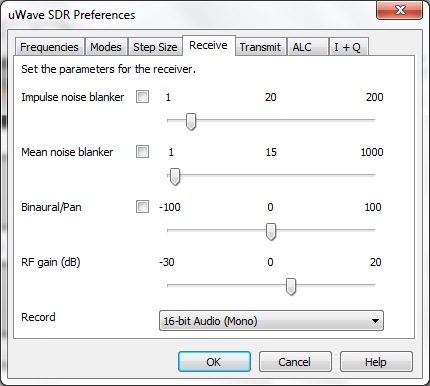 uWave SDR Preferences
Frequencies Modes Step Size Receive Transmit ALC I + Q
Set the parameters for the receiver.
Impulse noise blanker 1 20 200
Mean noise blanker 1 15 1000
Binaural/Pan -100 0 100
RF gain (dB) -30 0 20
Record 16-bit Audio (Mono)
OK Cancel Help